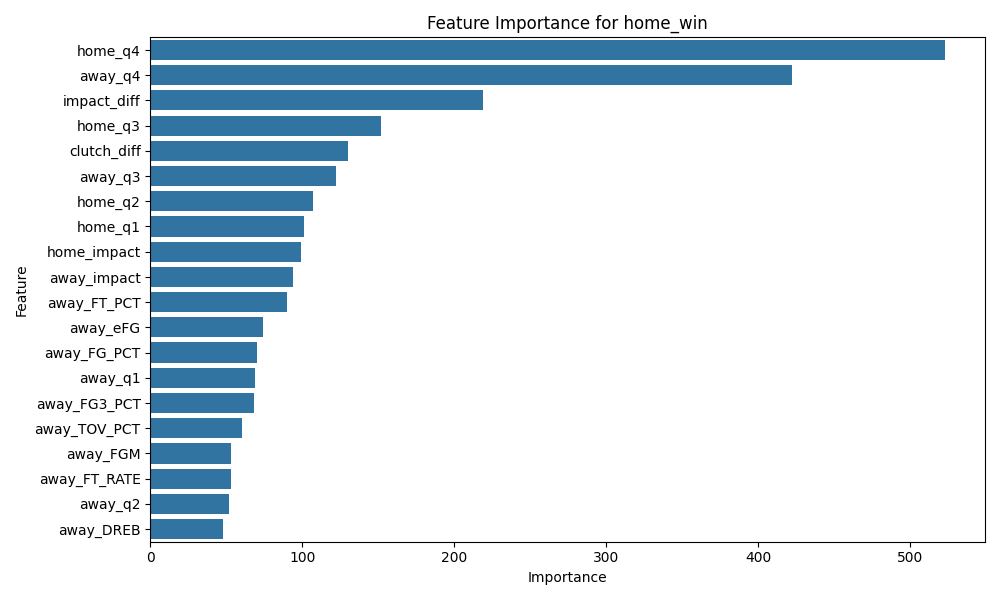 Feature Importance for home_win
home_q4
away_q4
impact_diff
home_q3
clutch_diff
away_q3
home_q2
home_q1
home_impact
away_impact
away_FT_PCT
away_eFG
away_FG_PCT
away_q1
away_FG3_PCT
away_TOV_PCT
away_FGM
away_FT_RATE
away_q2
away_DREB
Feature
0 100 200 300 400 500
Importance